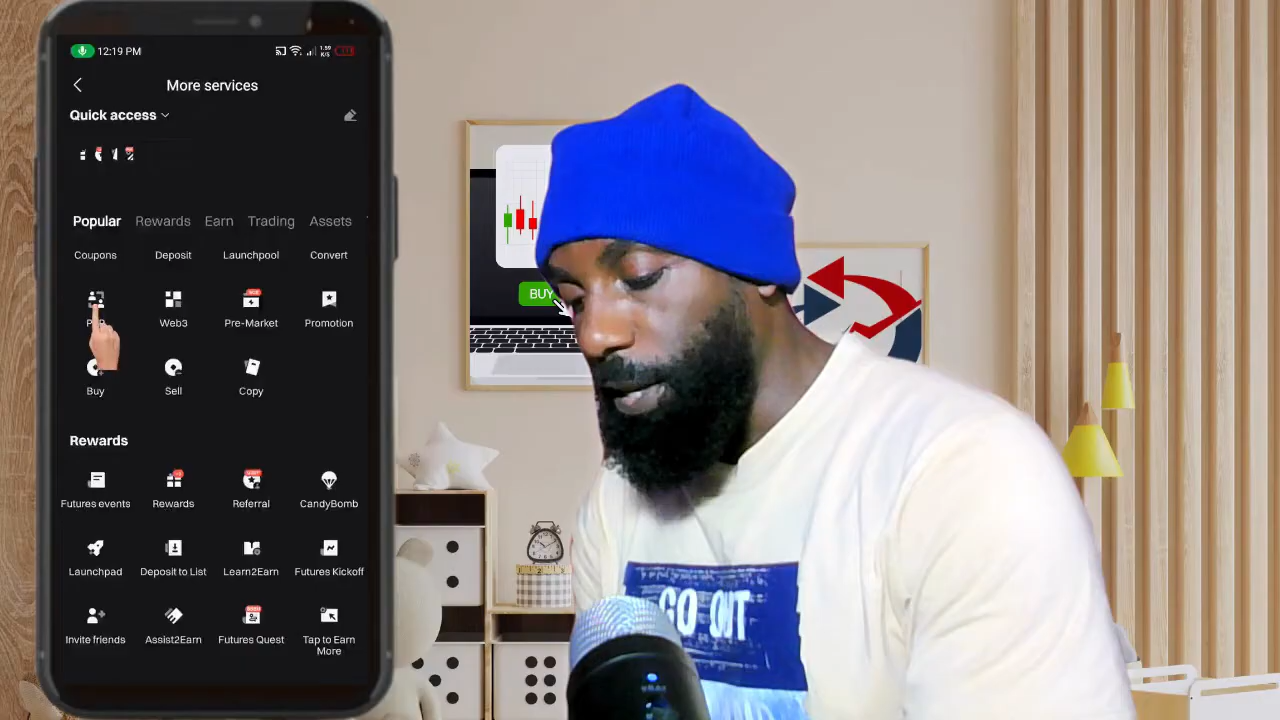 12:19 PM
1.59
K/S
More services
Quick access
Popular Rewards Earn Trading Assets
Coupons Deposit Launchpool Convert
Web3 Pre-Market Promotion
Buy Sell Copy
Rewards
Futures events Rewards Referral CandyBomb
Launchpad Deposit to List Learn2Earn Futures Kickoff
Invite friends Assist2Earn Futures Quest Tap to Earn
More
BUY
GO OUT